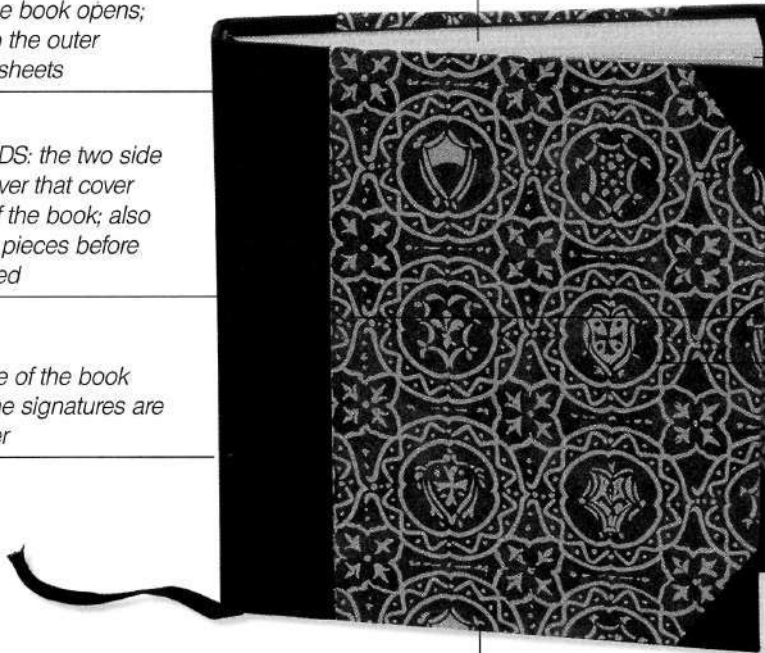 e book opens;
the outer
sheets
DS: the two side
ver that cover
f the book; also
pieces before
ed
e of the book
e signatures are
er